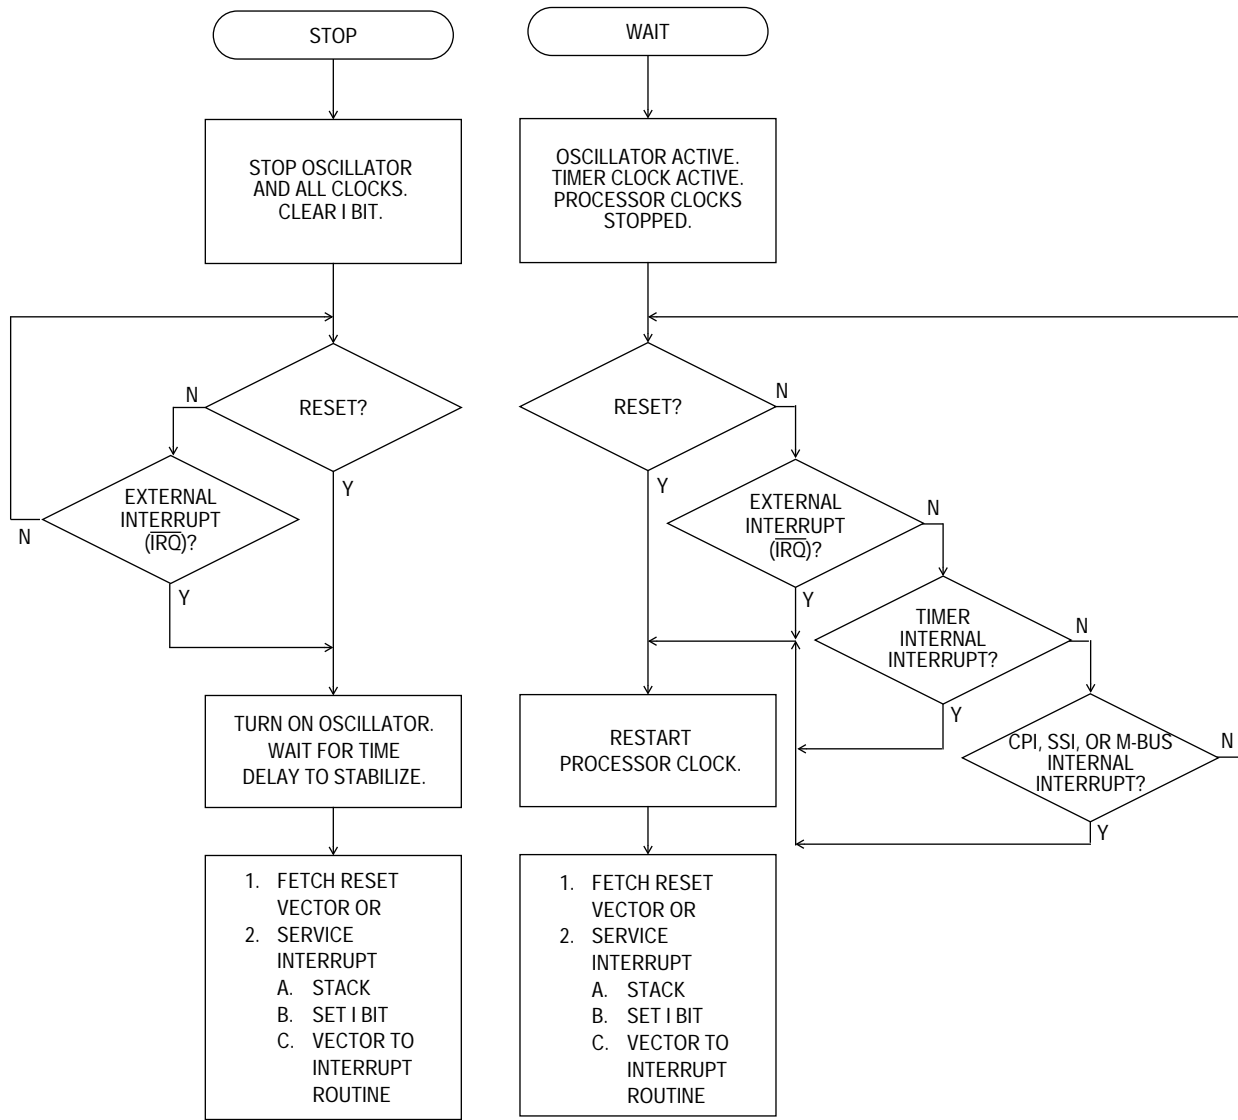 STOP
STOP OSCILLATOR
AND ALL CLOCKS.
CLEAR I BIT.
RESET?
N
Y
EXTERNAL
INTERRUPT
(IRQ)?
N
Y
TURN ON OSCILLATOR.
WAIT FOR TIME
DELAY TO STABILIZE.
1. FETCH RESET
VECTOR OR
2. SERVICE
INTERRUPT
A. STACK
B. SET I BIT
C. VECTOR TO
INTERRUPT
ROUTINE
WAIT
OSCILLATOR ACTIVE.
TIMER CLOCK ACTIVE.
PROCESSOR CLOCKS
STOPPED.
RESET?
N
Y
EXTERNAL
INTERRUPT
(IRQ)?
N
Y
TIMER
INTERNAL
INTERRUPT?
N
Y
CPI, SSI, OR M-BUS
INTERNAL
INTERRUPT?
N
Y
RESTART
PROCESSOR CLOCK.
1. FETCH RESET
VECTOR OR
2. SERVICE
INTERRUPT
A. STACK
B. SET I BIT
C. VECTOR TO
INTERRUPT
ROUTINE